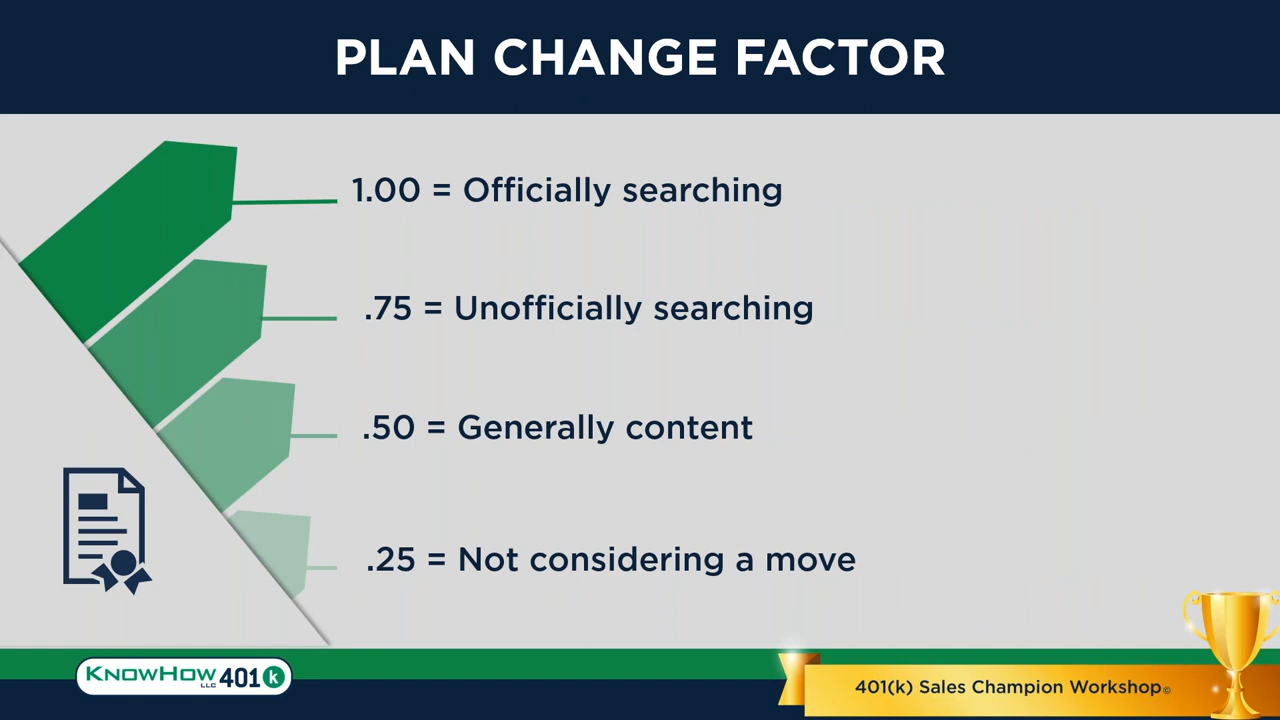 PLAN CHANGE FACTOR
1.00 = Officially searching
.75 = Unofficially searching
.50 = Generally content
.25 = Not considering a move
KNOWHOW LLC 401k
401(k) Sales Champion Workshop©